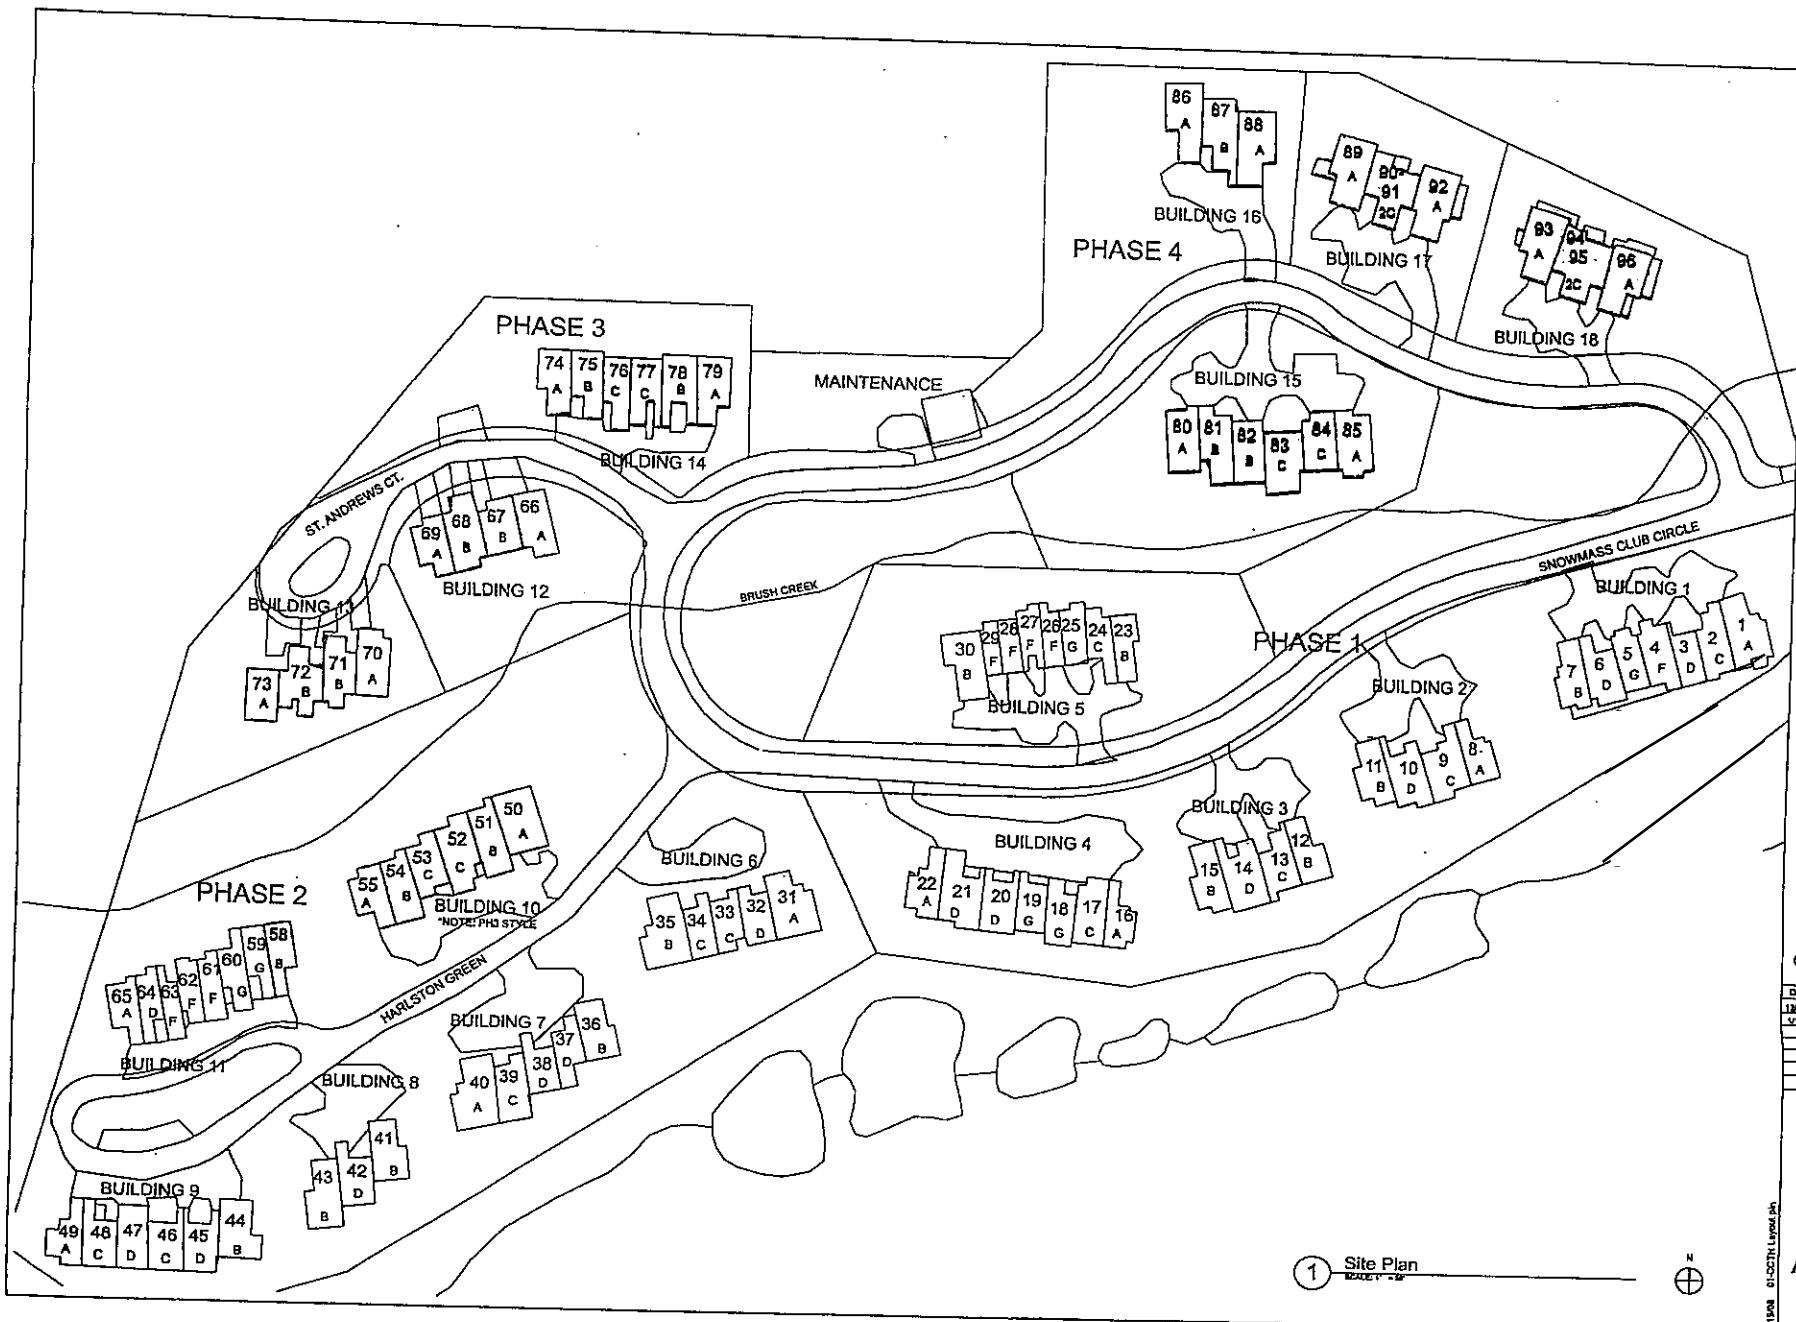 86
A
87
B
88
A
BUILDING 16
PHASE 4
89
A
90
91
2C
92
A
BUILDING 17
93
A
94
95
2C
96
A
BUILDING 18
PHASE 3
74
A
75
B
76
C
77
C
78
B
79
A
BUILDING 14
MAINTENANCE
BUILDING 15
80
A
81
B
82
B
83
C
84
C
85
A
ST. ANDREWS CT.
69
A
68
B
67
B
66
A
BUILDING 12
BUILDING 11
73
A
72
B
71
B
70
A
BRUSH CREEK
SNOWMASS CLUB CIRCLE
BUILDING 1
7
B
6
D
5
G
4
F
3
D
2
C
1
A
PHASE 1
30
B
29
F
28
F
27
F
26
F
25
G
24
C
23
B
BUILDING 5
BUILDING 2
11
B
10
D
9
C
8
A
BUILDING 3
15
B
14
D
13
C
12
B
BUILDING 4
22
A
21
D
20
D
19
G
18
G
17
C
16
A
BUILDING 6
35
B
34
C
33
C
32
D
31
A
PHASE 2
55
A
54
B
53
C
52
C
51
B
50
A
BUILDING 10
*NOTE: PH3 STYLE
HARLSTON GREEN
65
A
64
D
63
F
62
F
61
F
60
G
59
G
58
B
BUILDING 11
BUILDING 7
40
A
39
C
38
D
37
D
36
B
BUILDING 8
43
B
42
D
41
B
BUILDING 9
49
A
48
C
47
D
46
C
45
D
44
B
1
Site Plan
N
01-CCTH Layout.pln